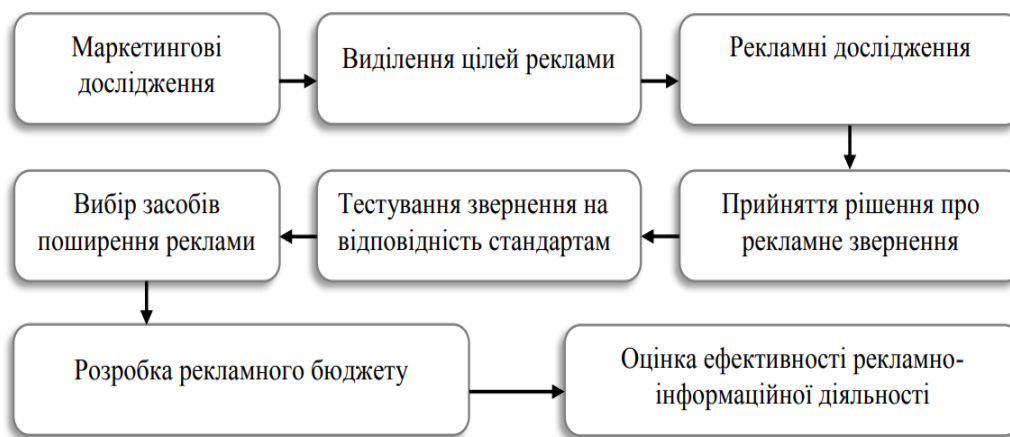 Маркетингові
дослідження
Виділення цілей реклами
Рекламні дослідження
Прийняття рішення про
рекламне звернення
Тестування звернення на
відповідність стандартам
Вибір засобів
поширення реклами
Розробка рекламного бюджету
Оцінка ефективності рекламно-
інформаційної діяльності